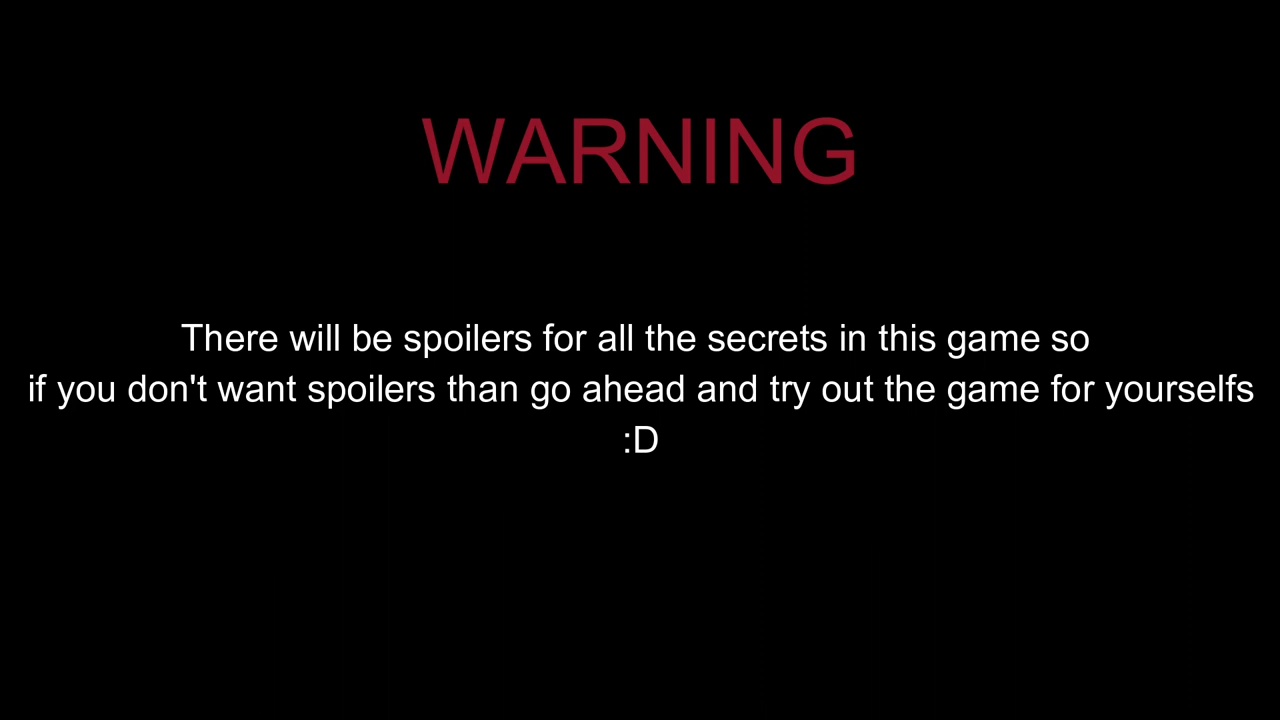 WARNING
There will be spoilers for all the secrets in this game so
if you don't want spoilers than go ahead and try out the game for yourselfs
:D